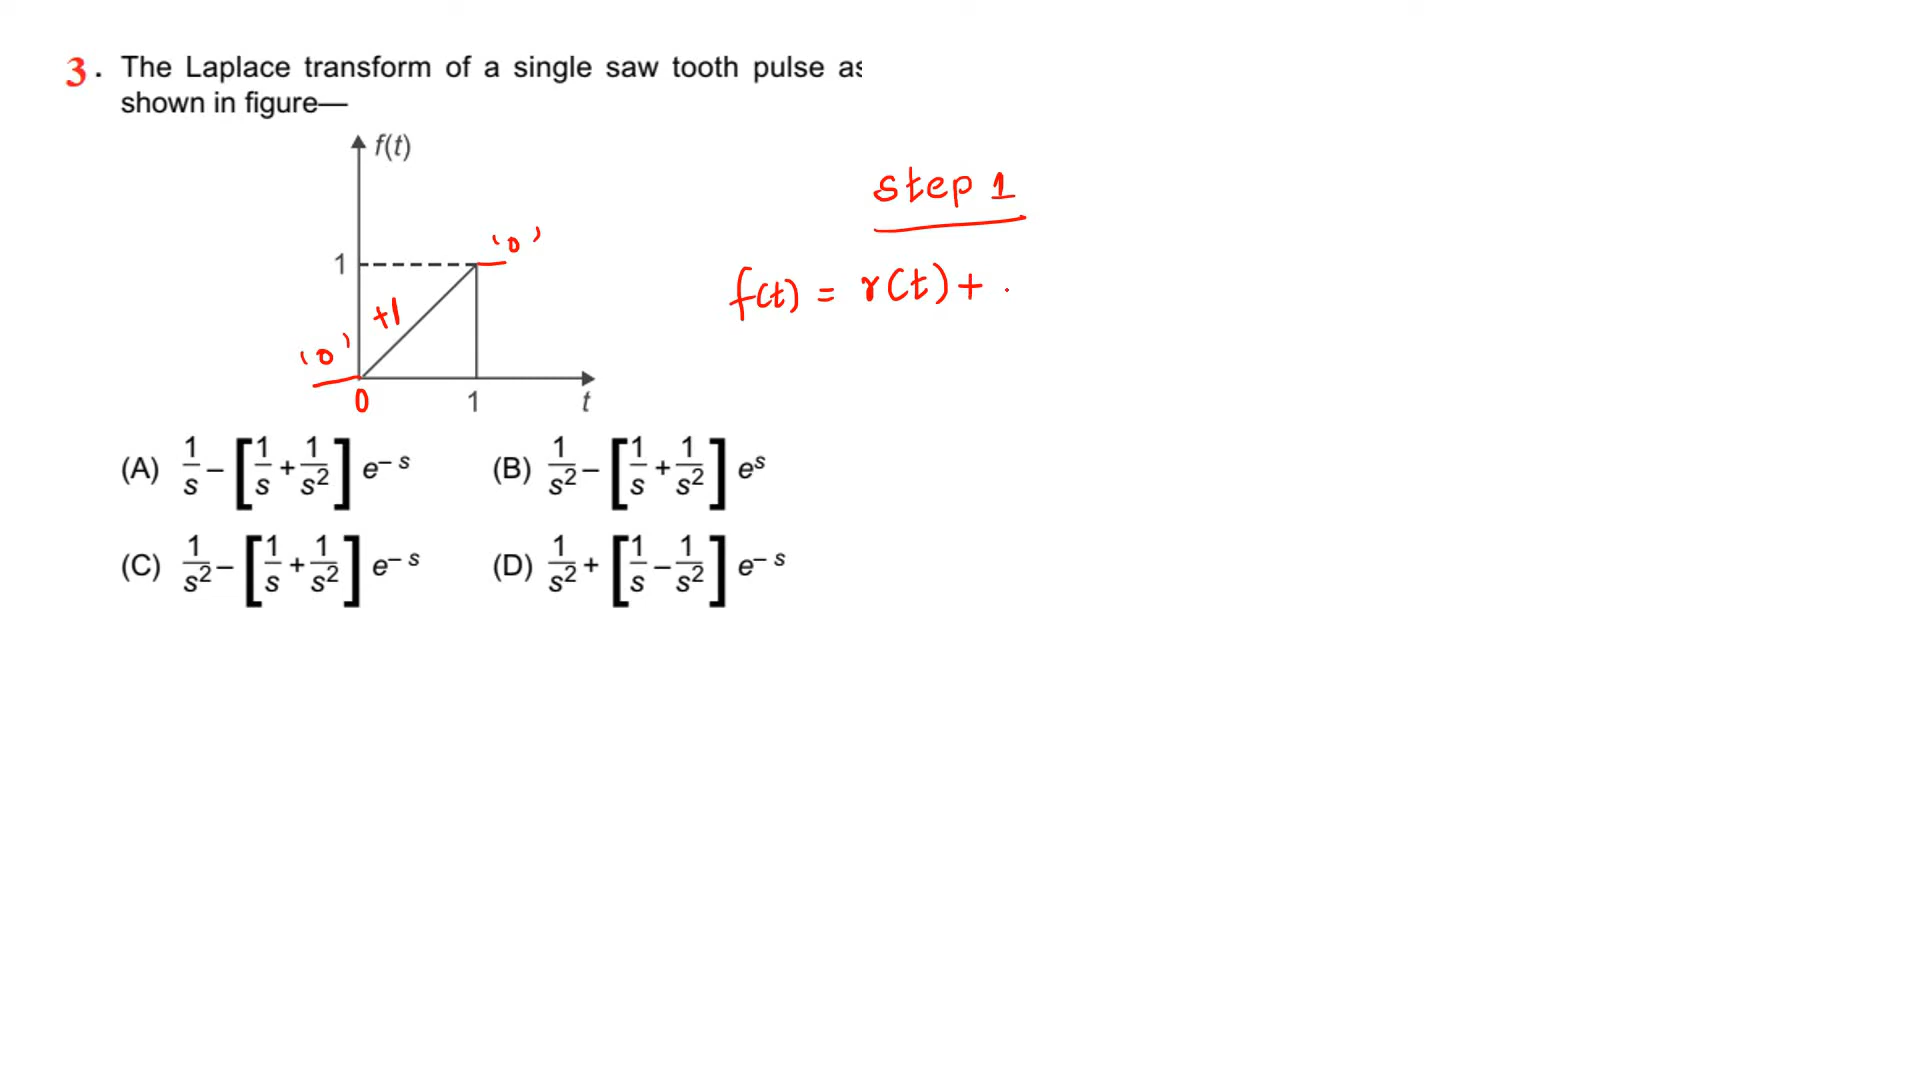 3. The Laplace transform of a single saw tooth pulse as
shown in figure—
f(t)
1
'0'
+1
'0'
0
1
t
step 1
f(t) = r(t) + .
(A) 1/s – [1/s + 1/s²] e⁻ˢ
(B) 1/s² – [1/s + 1/s²] eˢ
(C) 1/s² – [1/s + 1/s²] e⁻ˢ
(D) 1/s² + [1/s – 1/s²] e⁻ˢ